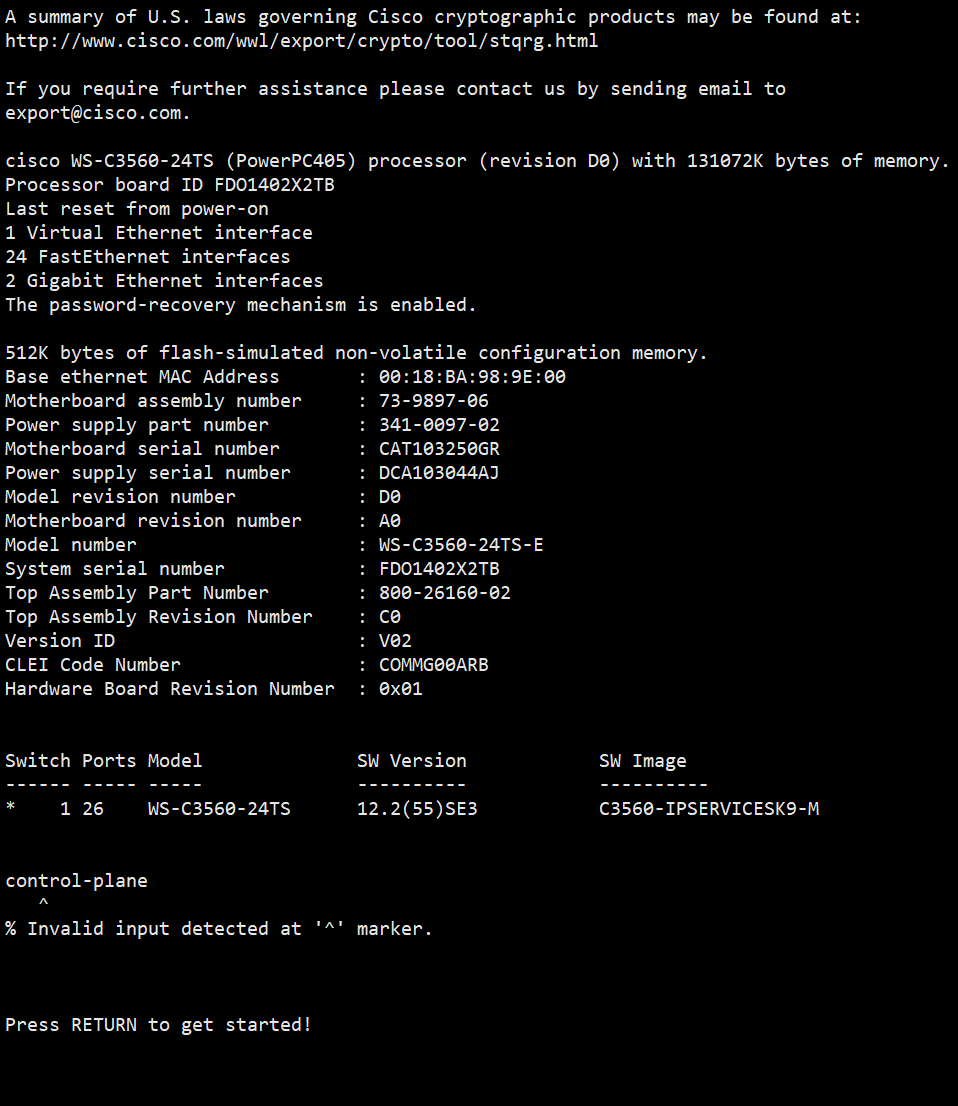 A summary of U.S. laws governing Cisco cryptographic products may be found at:
http://www.cisco.com/wwl/export/crypto/tool/stqrg.html
If you require further assistance please contact us by sending email to
export@cisco.com.
cisco WS-C3560-24TS (PowerPC405) processor (revision D0) with 131072K bytes of memory.
Processor board ID FDO1402X2TB
Last reset from power-on
1 Virtual Ethernet interface
24 FastEthernet interfaces
2 Gigabit Ethernet interfaces
The password-recovery mechanism is enabled.
512K bytes of flash-simulated non-volatile configuration memory.
Base ethernet MAC Address       : 00:18:BA:98:9E:00
Motherboard assembly number     : 73-9897-06
Power supply part number        : 341-0097-02
Motherboard serial number       : CAT103250GR
Power supply serial number      : DCA103044AJ
Model revision number           : D0
Motherboard revision number     : A0
Model number                    : WS-C3560-24TS-E
System serial number            : FDO1402X2TB
Top Assembly Part Number        : 800-26160-02
Top Assembly Revision Number    : C0
Version ID                      : V02
CLEI Code Number                : COMMG00ARB
Hardware Board Revision Number  : 0x01
Switch Ports Model              SW Version            SW Image
------ ----- -----              ----------            ----------
*    1 26    WS-C3560-24TS      12.2(55)SE3           C3560-IPSERVICESK9-M
control-plane
   ^
% Invalid input detected at '^' marker.
Press RETURN to get started!